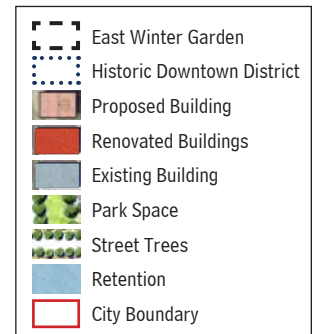 East Winter Garden
Historic Downtown District
Proposed Building
Renovated Buildings
Existing Building
Park Space
Street Trees
Retention
City Boundary